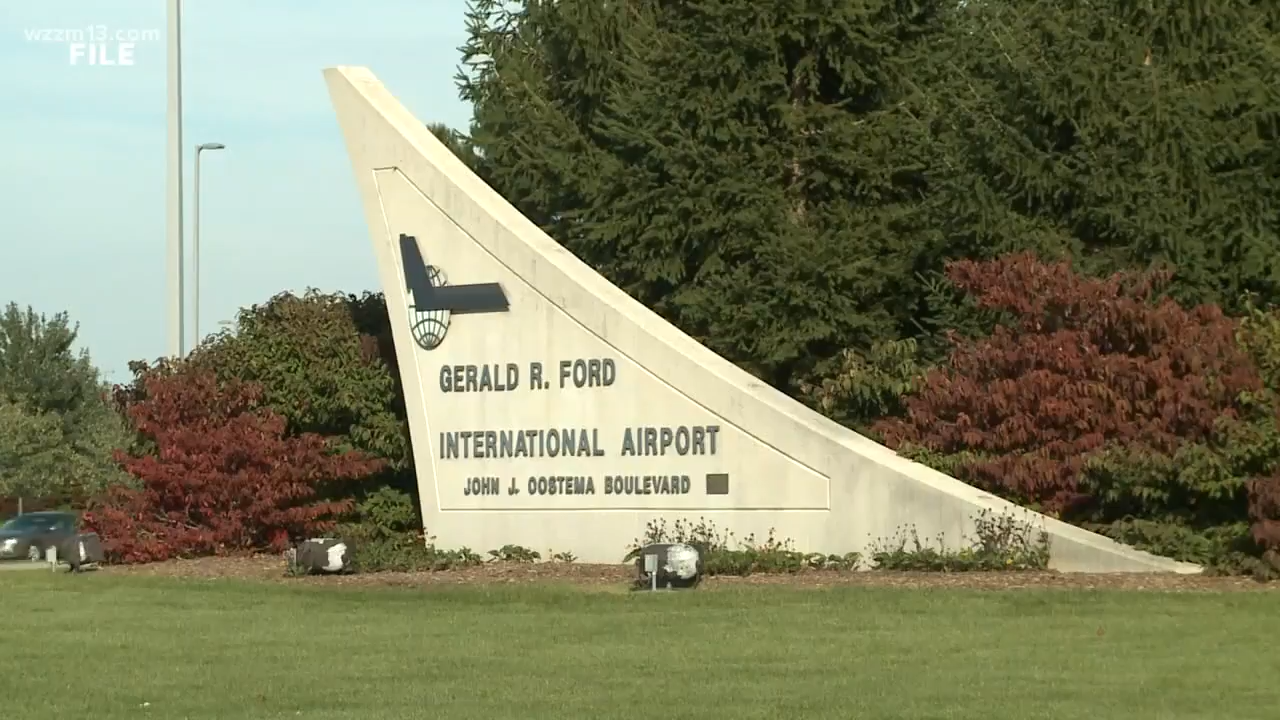 wzzm13.com
FILE
GERALD R. FORD
INTERNATIONAL AIRPORT
JOHN J. OOSTEMA BOULEVARD